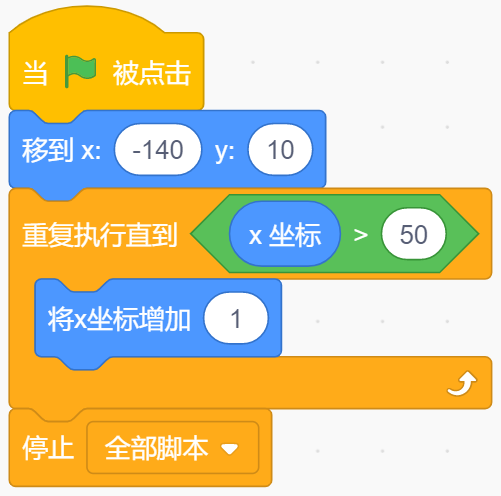 当 被点击
移到 x: -140 y: 10
重复执行直到 x 坐标 > 50
将x坐标增加 1
停止 全部脚本